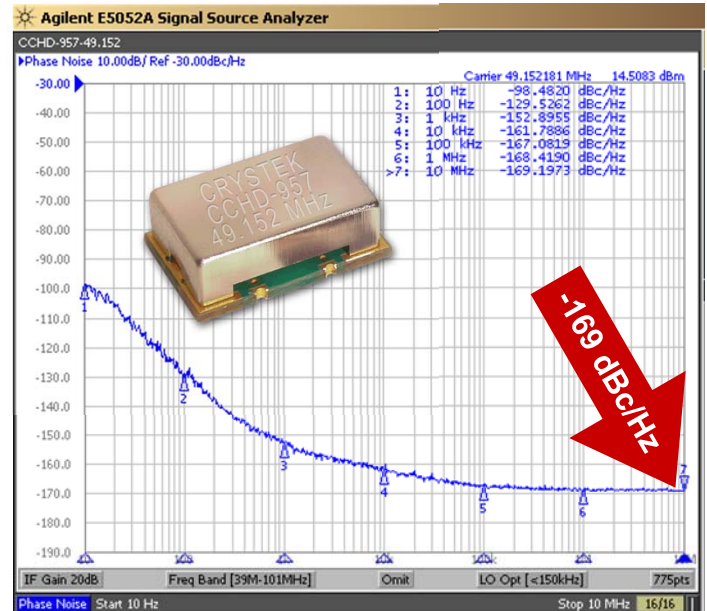 Agilent E5052A Signal Source Analyzer
CCHD-957-49.152
Phase Noise 10.00dB/ Ref -30.00dBc/Hz
Carrier 49.152181 MHz 14.5083 dBm
1: 10 Hz -98.4820 dBc/Hz
2: 100 Hz -129.5262 dBc/Hz
3: 1 kHz -152.8955 dBc/Hz
4: 10 kHz -161.7886 dBc/Hz
5: 100 kHz -167.0819 dBc/Hz
6: 1 MHz -168.4190 dBc/Hz
>7: 10 MHz -169.1973 dBc/Hz
-30.00
-40.00
-50.00
-60.00
-70.00
-80.00
-90.00
-100.0
-110.0
-120.0
-130.0
-140.0
-150.0
-160.0
-170.0
-180.0
-190.0
CRYSTEK
CCHD-957
49.152 MHz
-169 dBc/Hz
1
2
3
4
5
6
7
IF Gain 20dB Freq Band [39M-101MHz] Omit LO Opt [<150kHz] 775pts
Phase Noise Start 10 Hz Stop 10 MHz 16/16